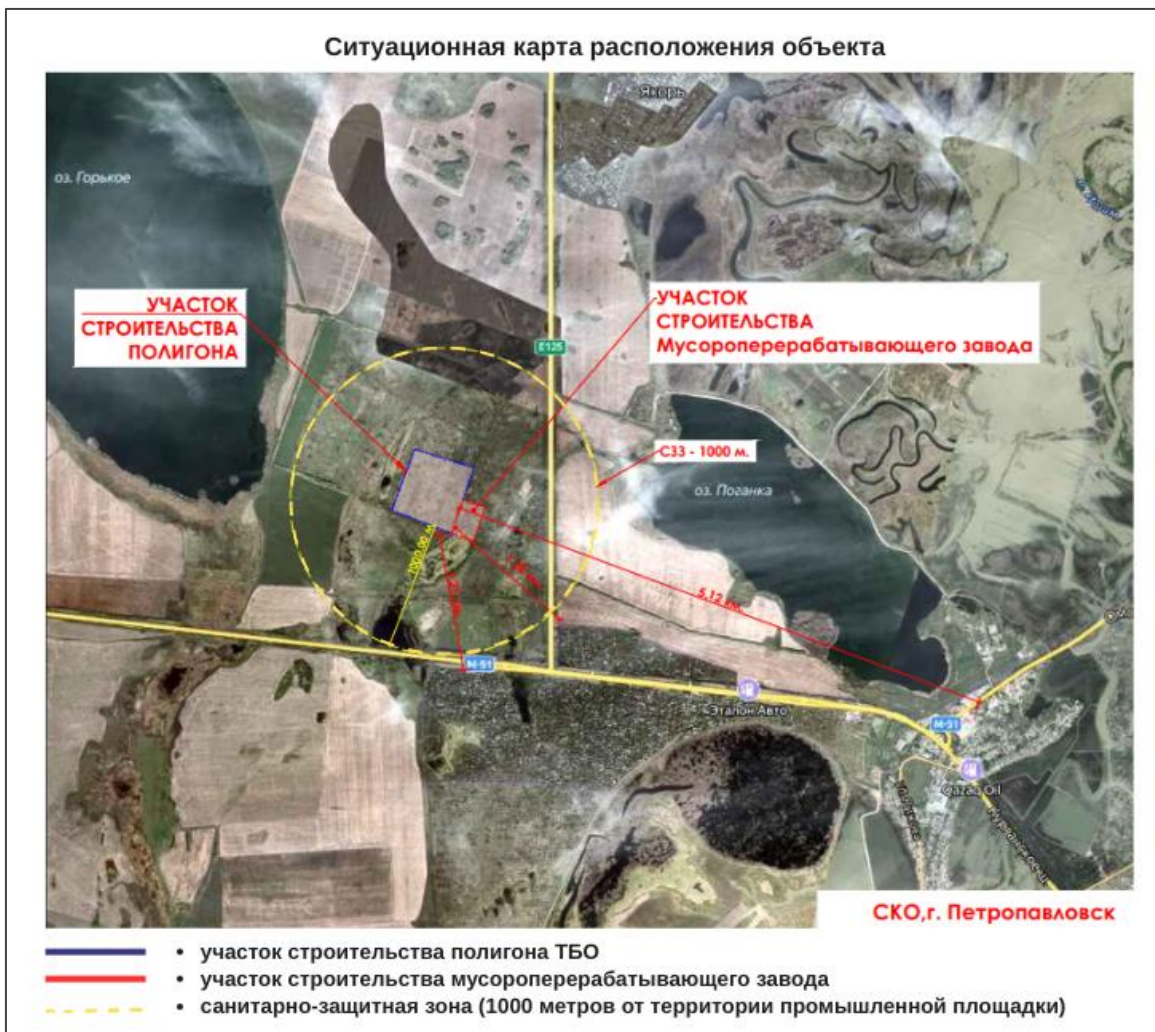 Ситуационная карта расположения объекта
Якорь
оз. Горькое
УЧАСТОК
СТРОИТЕЛЬСТВА
ПОЛИГОНА
УЧАСТОК
СТРОИТЕЛЬСТВА
Мусороперерабатывающего завода
E125
СЗЗ - 1000 м.
оз. Поганка
1000,00 м.
5,12 км.
М-51
Эталон Авто
М-51
Qazaq Oil
СКО,г. Петропавловск
• участок строительства полигона ТБО
• участок строительства мусороперерабатывающего завода
• санитарно-защитная зона (1000 метров от территории промышленной площадки)